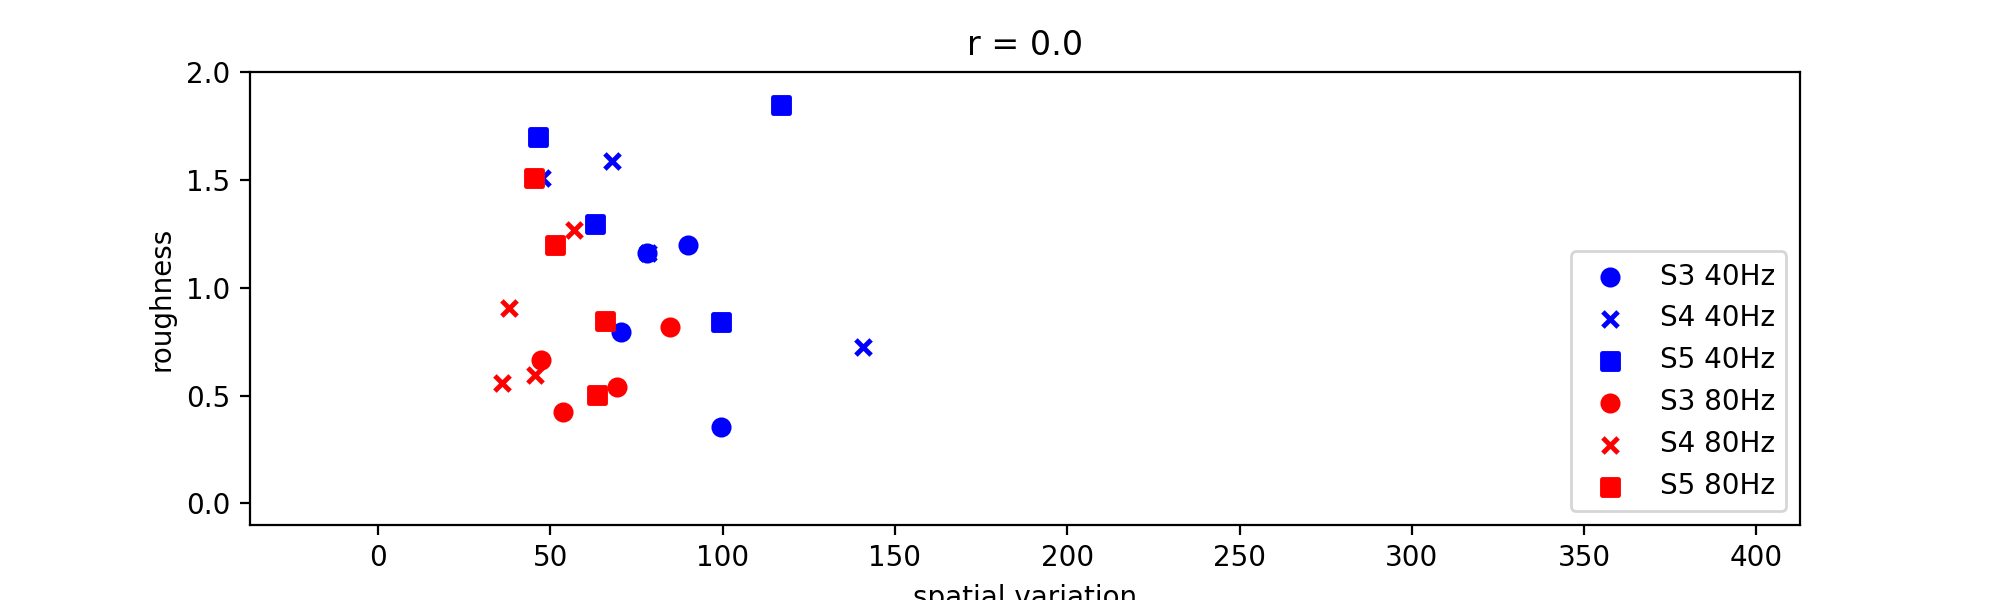 r = 0.0
2.0
1.5
1.0
0.5
0.0
roughness
S3 40Hz
S4 40Hz
S5 40Hz
S3 80Hz
S4 80Hz
S5 80Hz
0 50 100 150 200 250 300 350 400
spatial variation